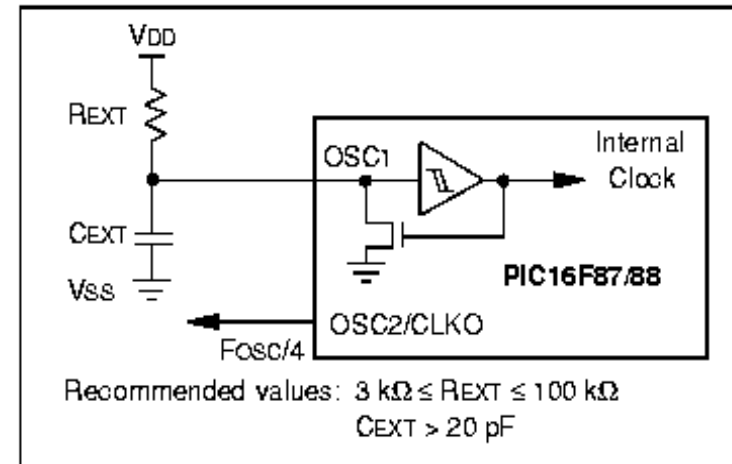 VDD
REXT
OSC1
Internal
Clock
CEXT
VSS
PIC16F87/88
OSC2/CLKO
FOSC/4
Recommended values: 3 kΩ ≤ REXT ≤ 100 kΩ
CEXT > 20 pF